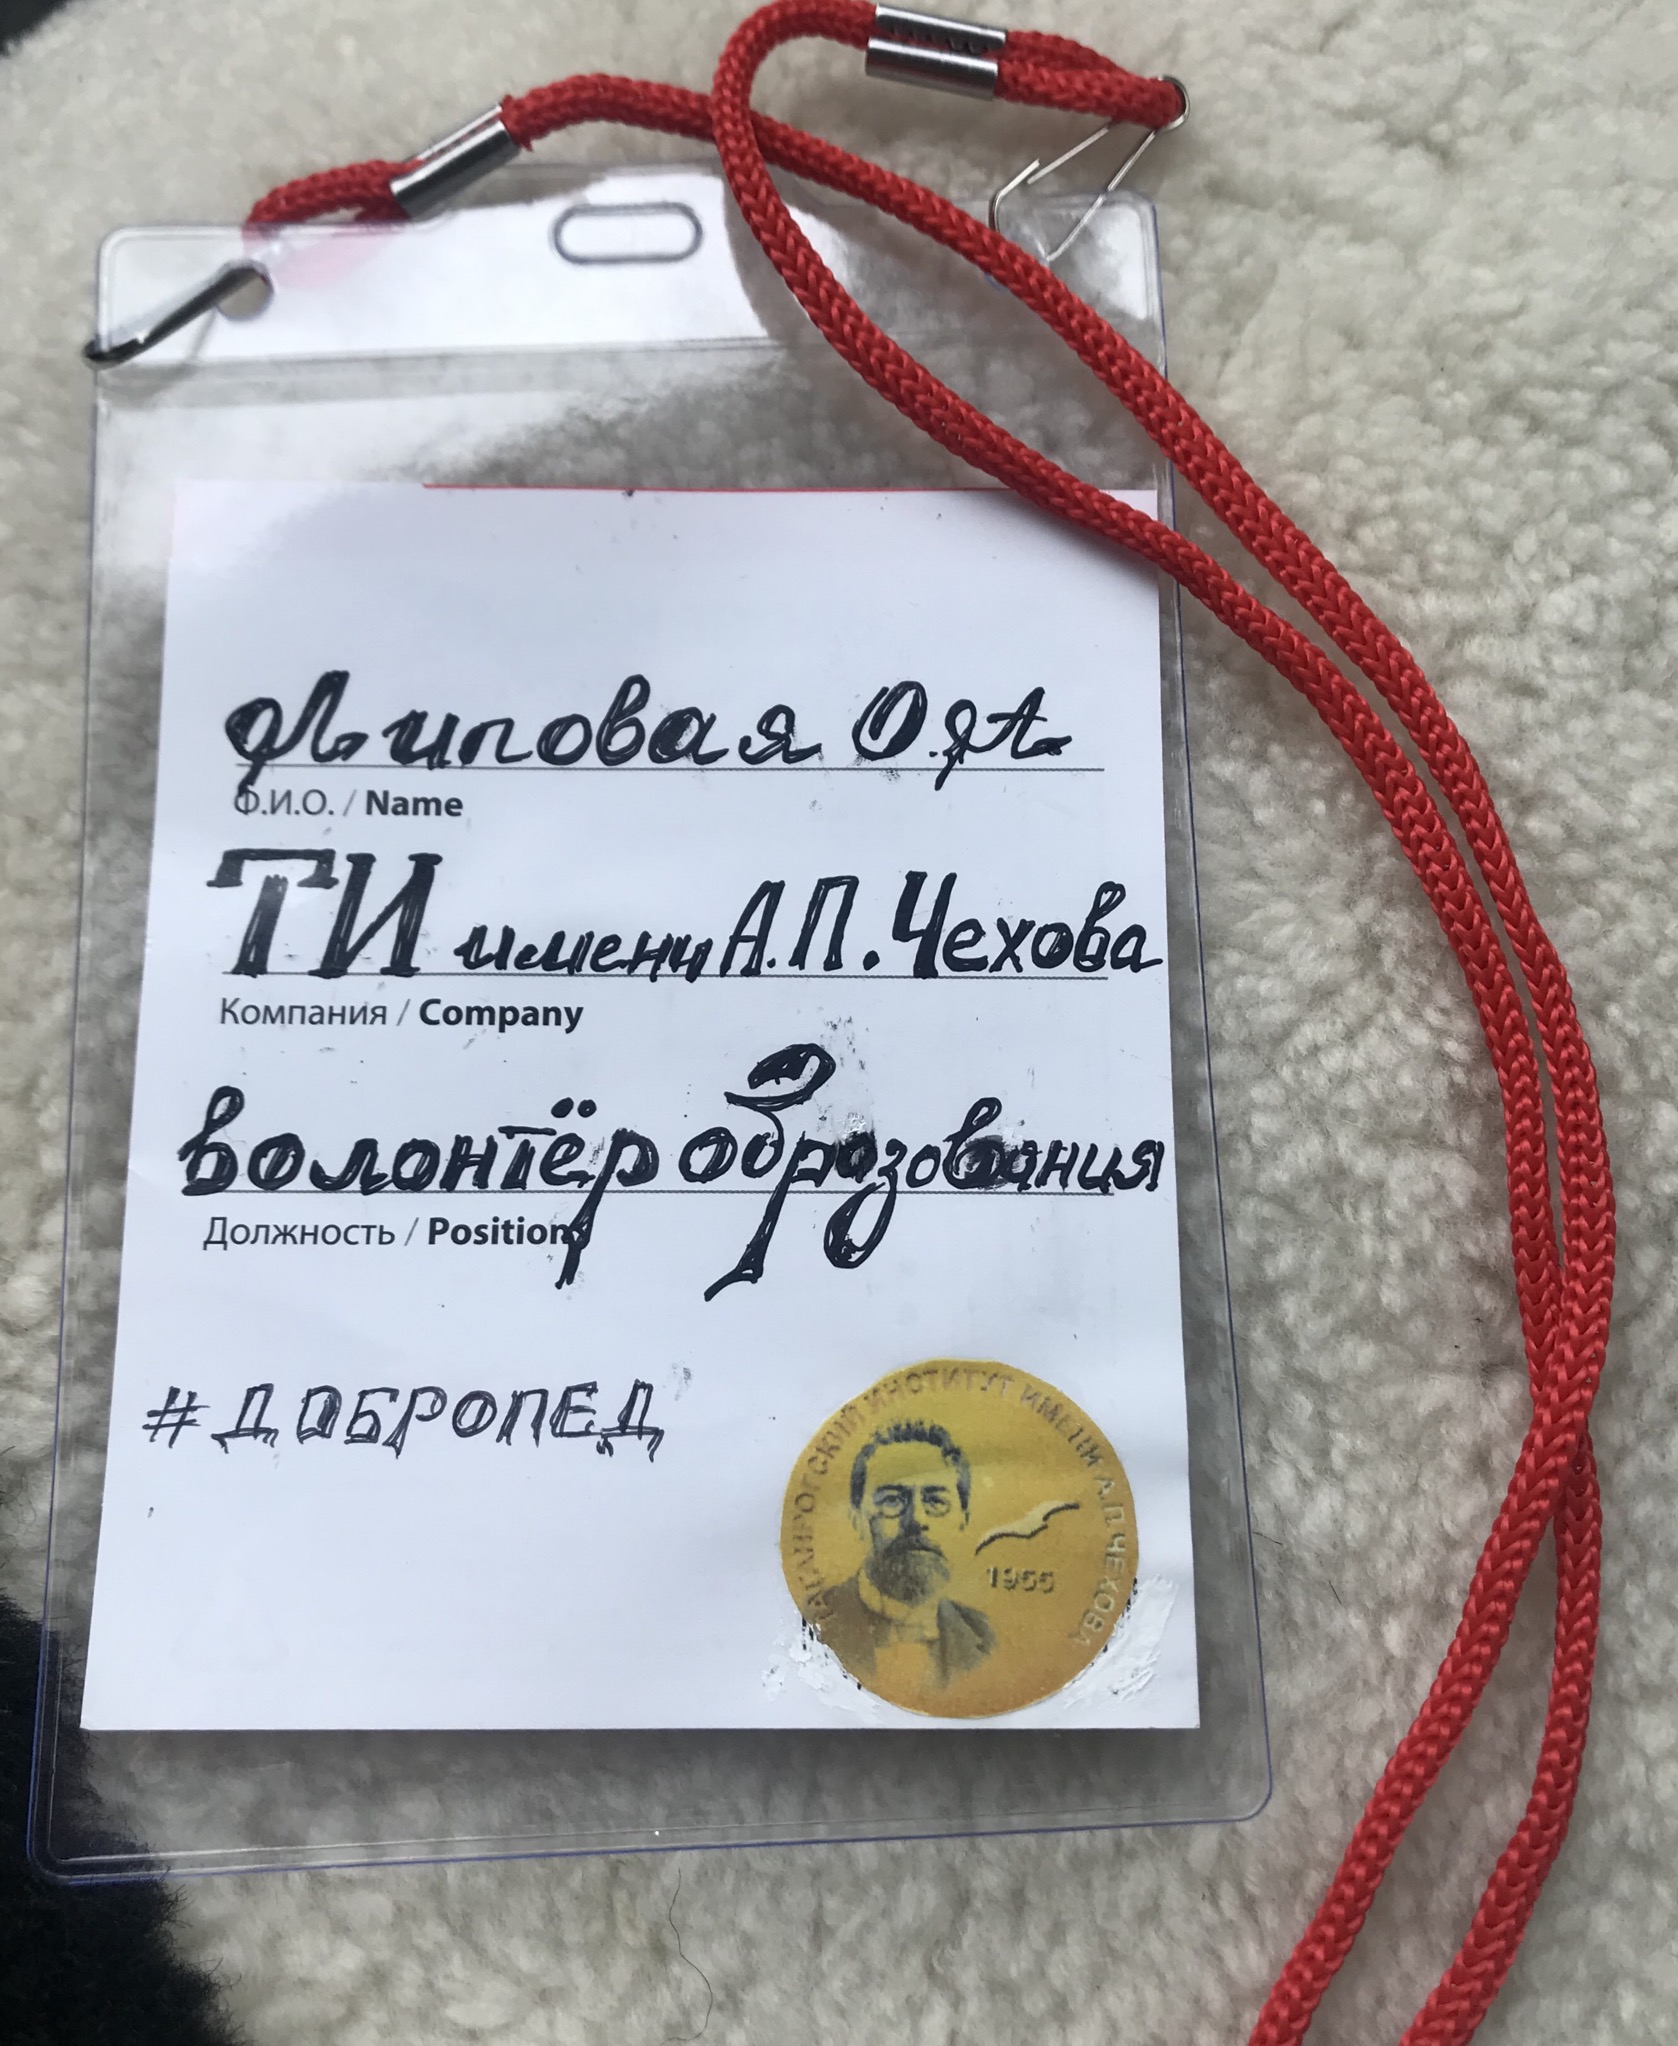 Липовая О.А.
Ф.И.О. / Name
ТИ имени А.П.Чехова
Компания / Company
волонтёр образования
Должность / Position
#ДОБРОПЕД
ТАГАНРОГСКИЙ ИНСТИТУТ ИМЕНИ А.П.ЧЕХОВА
1955